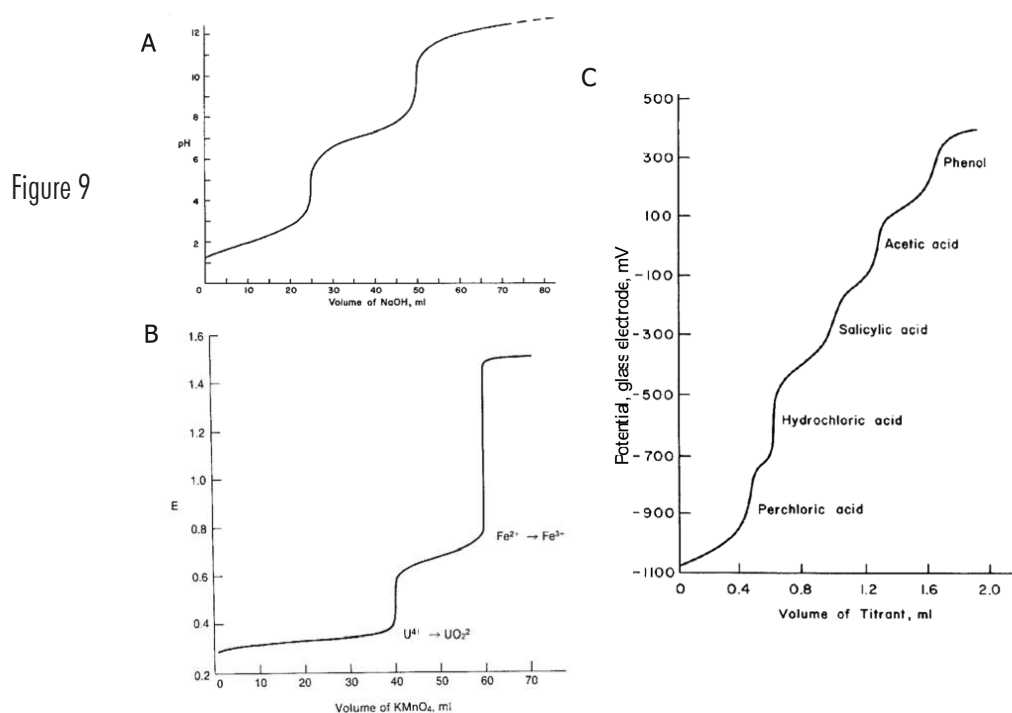 Figure 9
A
12
10
8
pH
6
4
2
0
10
20
30
40
50
60
70
80
Volume of NaOH, ml
B
1.6
1.4
1.2
1.0
E
0.8
0.6
0.4
0.2
Fe²⁺ → Fe³⁺
U⁴⁺ → UO₂²
0
10
20
30
40
50
60
70
Volume of KMnO₄, ml
C
500
300
100
-100
-300
-500
-700
-900
-1100
Potential, glass electrode, mV
Phenol
Acetic acid
Salicylic acid
Hydrochloric acid
Perchloric acid
0
0.4
0.8
1.2
1.6
2.0
Volume of Titrant, ml